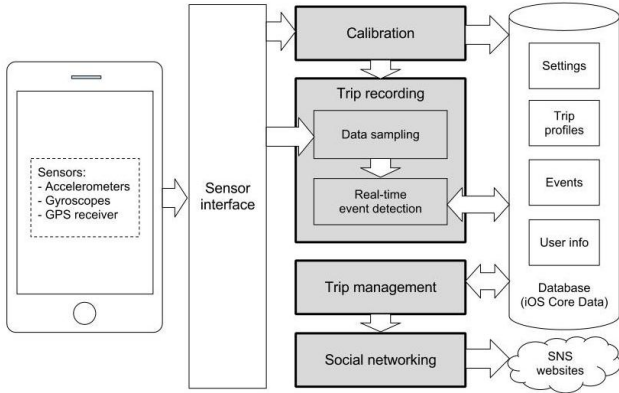 Sensors:
- Accelerometers
- Gyroscopes
- GPS receiver
Sensor
interface
Calibration
Trip recording
Data sampling
Real-time
event detection
Trip management
Social networking
Settings
Trip
profiles
Events
User info
Database
(iOS Core Data)
SNS
websites